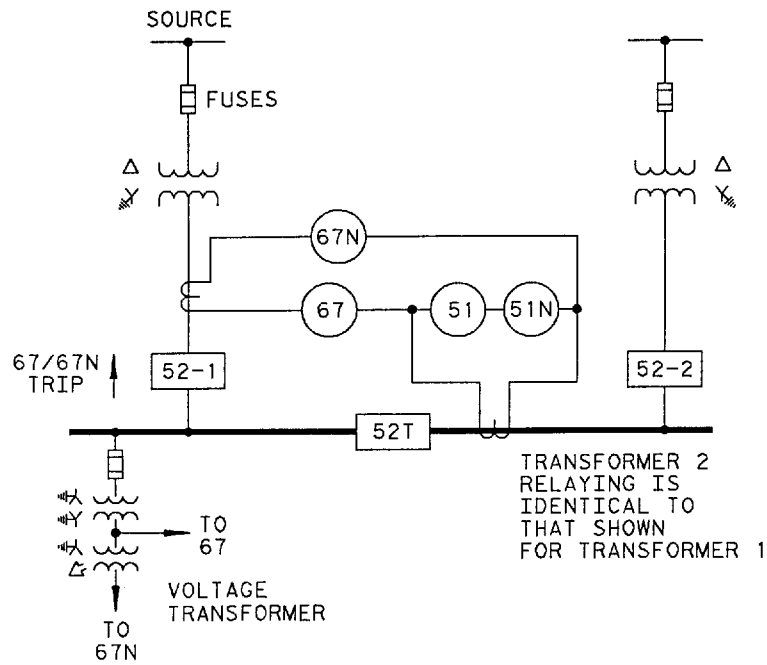 SOURCE
FUSES
Δ
Y
Δ
Y
67N
67
51
51N
67/67N
TRIP
52-1
52-2
52T
TRANSFORMER 2
RELAYING IS
IDENTICAL TO
THAT SHOWN
FOR TRANSFORMER 1
TO
67
VOLTAGE
TRANSFORMER
TO
67N